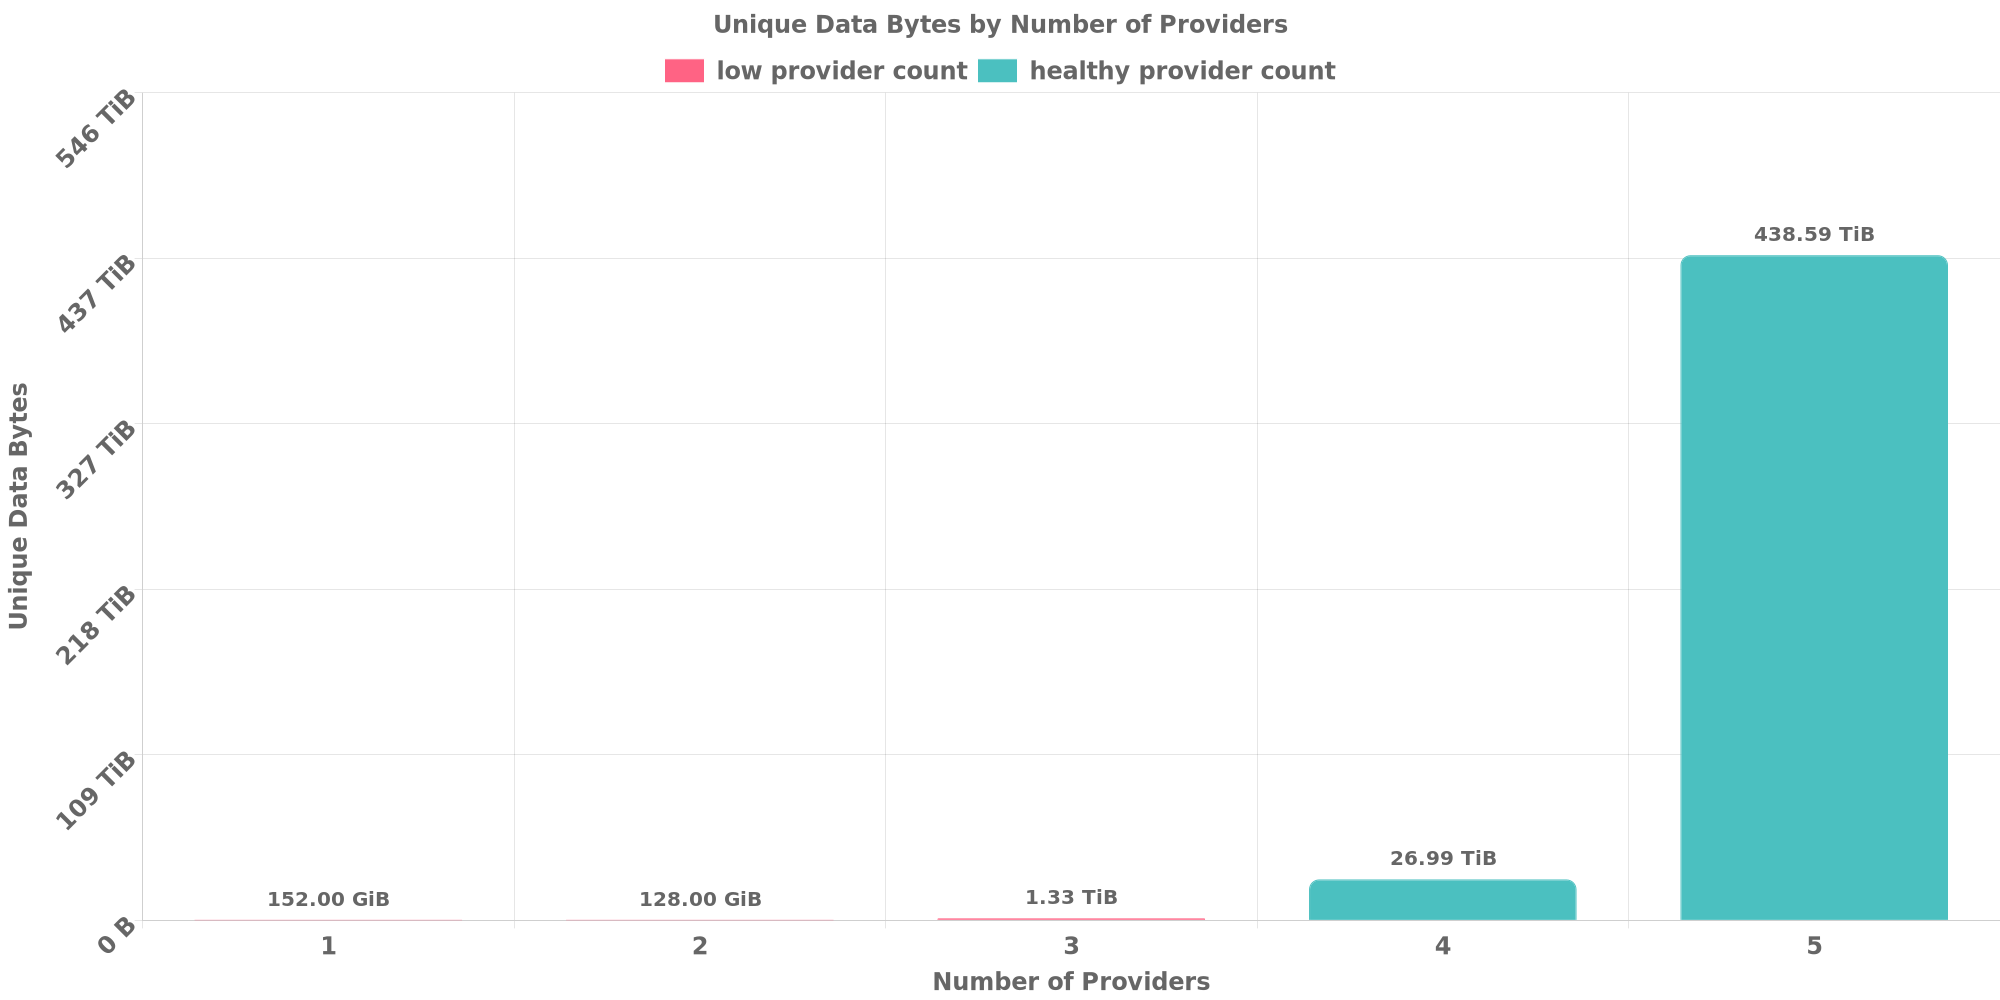 Unique Data Bytes by Number of Providers
low provider count healthy provider count
546 TiB
437 TiB
327 TiB
218 TiB
109 TiB
0 B
Unique Data Bytes
152.00 GiB
128.00 GiB
1.33 TiB
26.99 TiB
438.59 TiB
1 2 3 4 5
Number of Providers